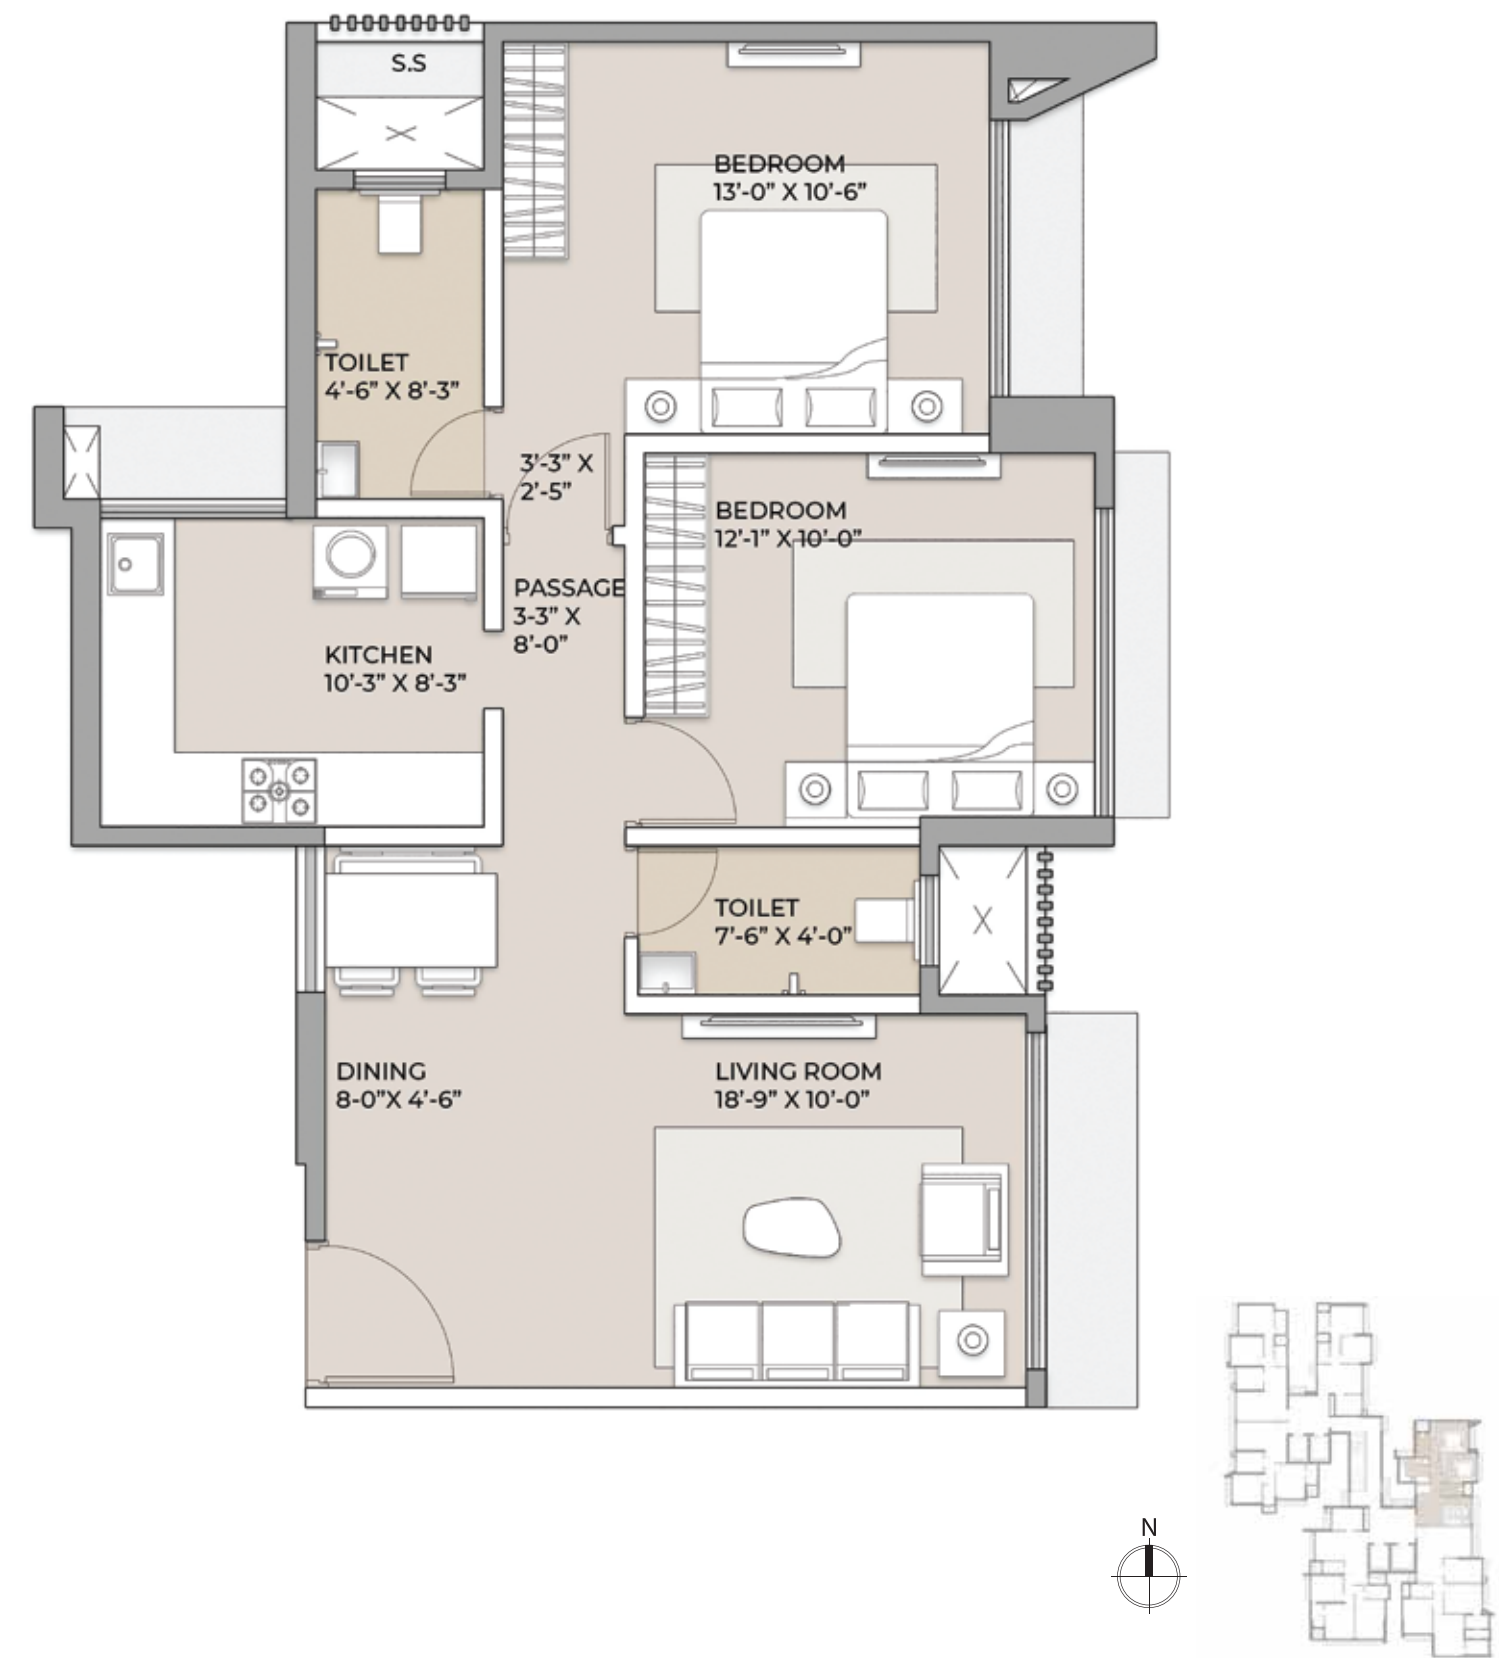 S.S
BEDROOM
13’-0” X 10’-6”
TOILET
4’-6” X 8’-3”
3’-3” X
2’-5”
BEDROOM
12’-1” X 10’-0”
PASSAGE
3-3” X
8’-0”
KITCHEN
10’-3” X 8’-3”
TOILET
7’-6” X 4’-0”
DINING
8-0”X 4’-6”
LIVING ROOM
18’-9” X 10’-0”
N